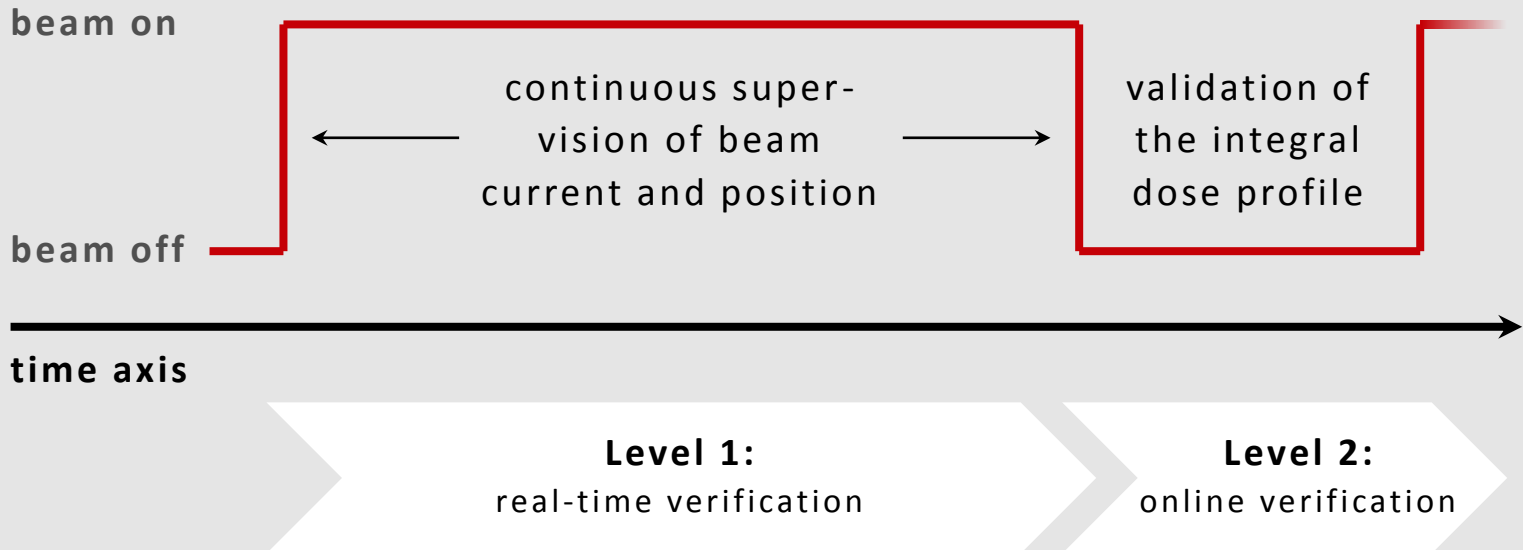 beam on
continuous super-
vision of beam
current and position
validation of
the integral
dose profile
beam off
time axis
Level 1:
real-time verification
Level 2:
online verification